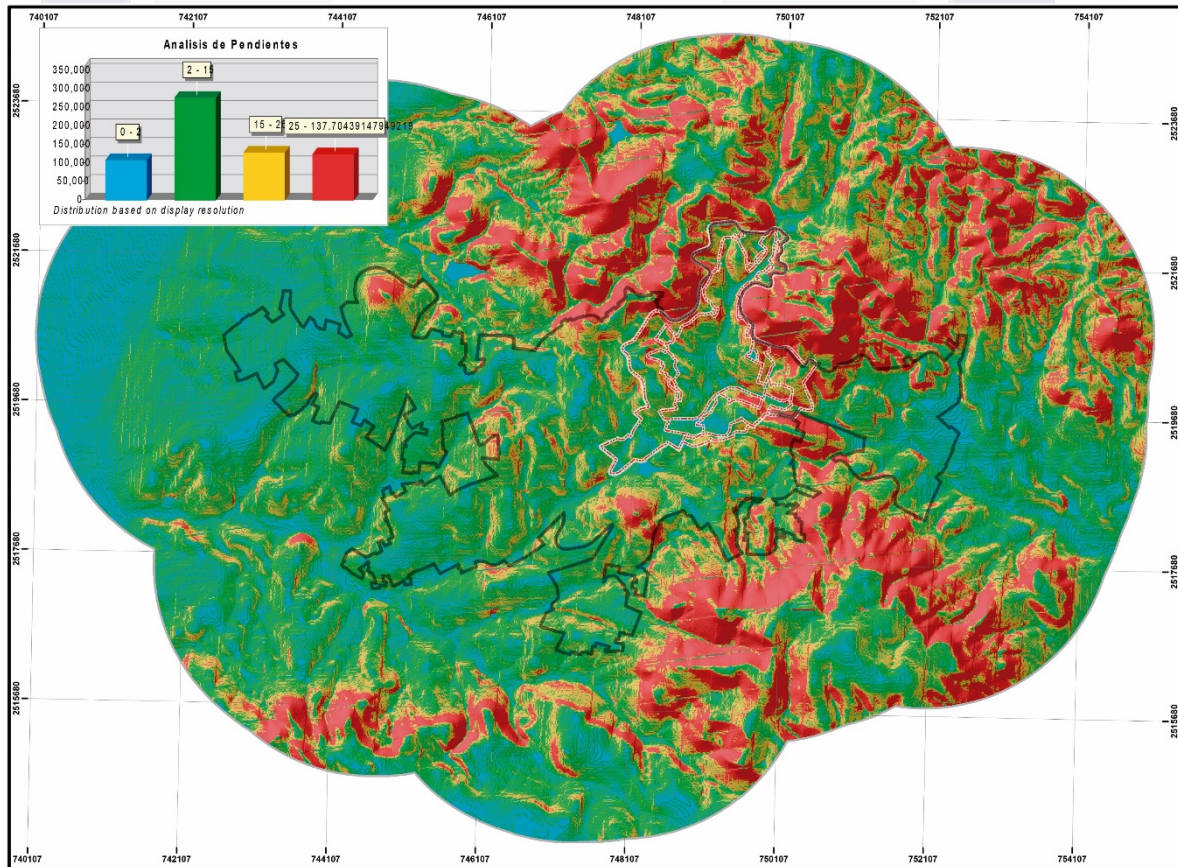 740107 742107 744107 746107 748107 750107 752107 754107
Analisis de Pendientes
350,000
300,000
250,000
200,000
150,000
100,000
50,000
0
0 - 2
2 - 15
15 - 25
25 - 137.70439147949219
Distribution based on display resolution
2523680
2521680
2519680
2517680
2515680
2523680
2521680
2519680
2517680
2515680
740107 742107 744107 746107 748107 750107 752107 754107